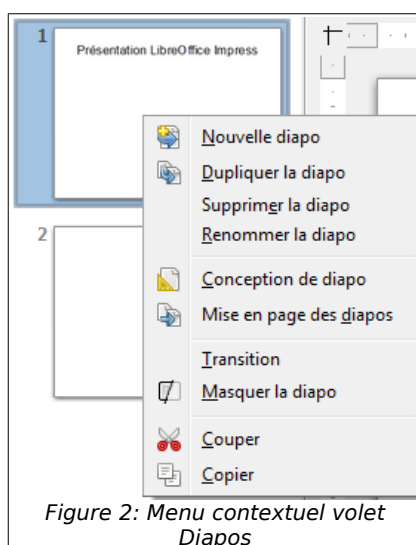 1
Présentation LibreOffice Impress
Nouvelle diapo
Dupliquer la diapo
Supprimer la diapo
Renommer la diapo
2
Conception de diapo
Mise en page des diapos
Transition
Masquer la diapo
Couper
Copier
Figure 2: Menu contextuel volet
Diapos